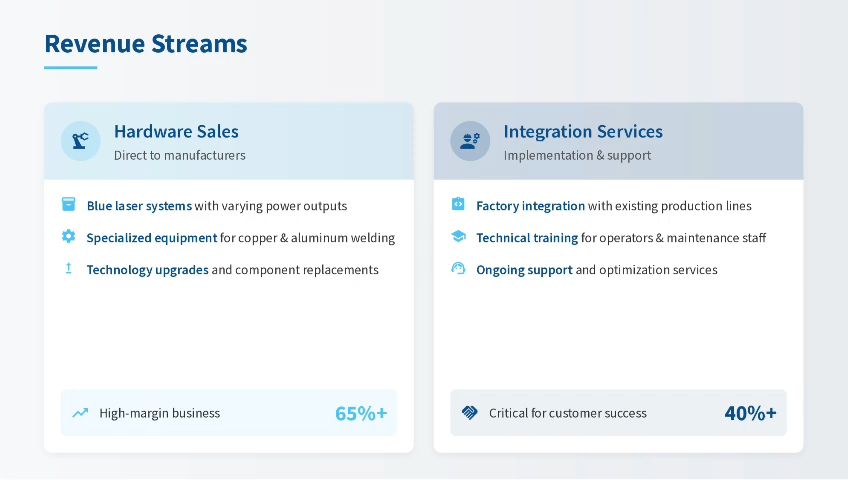 Revenue Streams
Hardware Sales
Direct to manufacturers
Blue laser systems with varying power outputs
Specialized equipment for copper & aluminum welding
Technology upgrades and component replacements
High-margin business 65%+
Integration Services
Implementation & support
Factory integration with existing production lines
Technical training for operators & maintenance staff
Ongoing support and optimization services
Critical for customer success 40%+